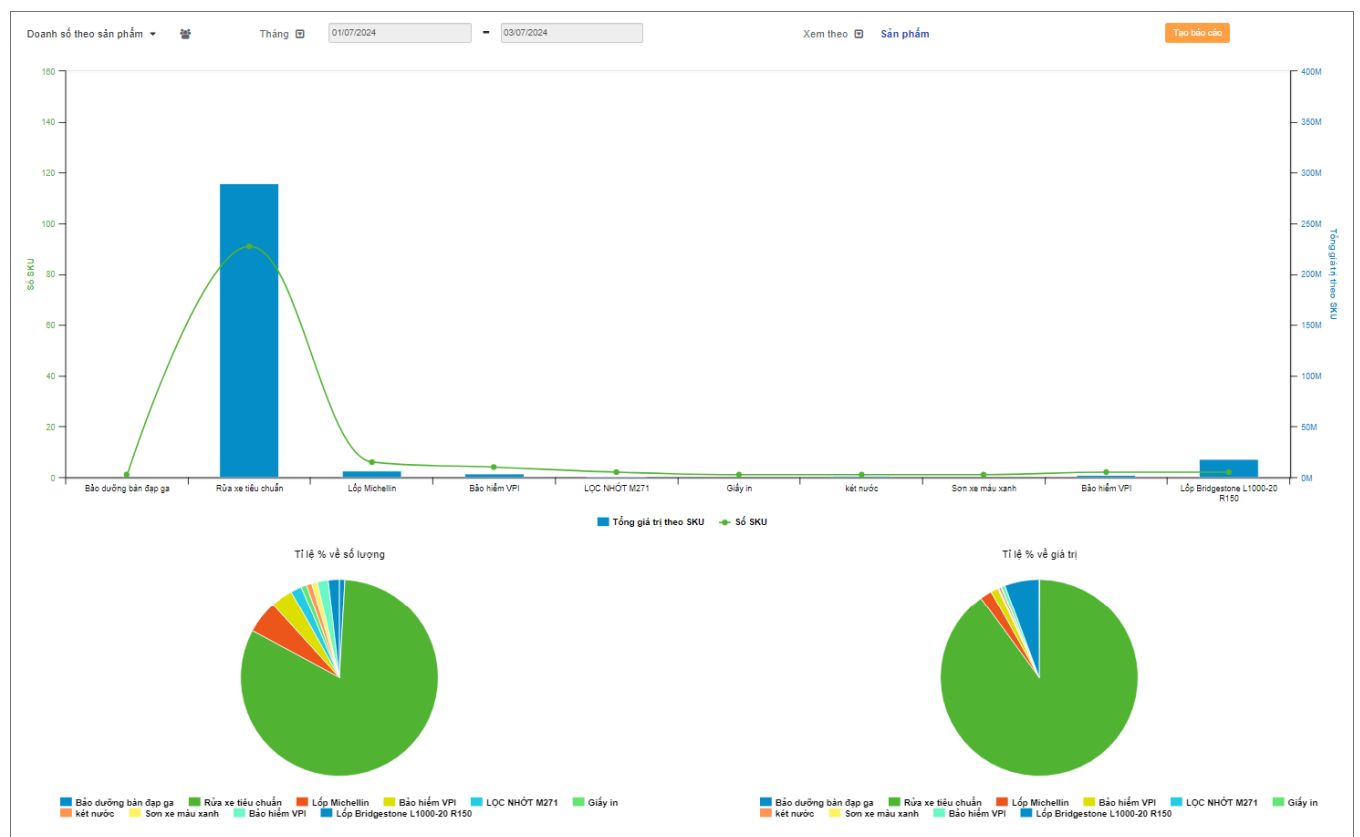 Doanh số theo sản phẩm Tháng 01/07/2024 - 03/07/2024 Xem theo Sản phẩm Tạo báo cáo
160 400M
140 350M
120 300M
100 250M
80 200M
60 150M
40 100M
20 50M
0 0M
Số SKU
Tổng giá trị theo SKU
Bảo dưỡng bàn đạp ga Rửa xe tiêu chuẩn Lốp Michellin Bảo hiểm VPI LỌC NHỚT M271 Giấy in két nước Sơn xe màu xanh Bảo hiểm VPI Lốp Bridgestone L1000-20
R150
Tổng giá trị theo SKU Số SKU
Tỉ lệ % về số lượng Tỉ lệ % về giá trị
Bảo dưỡng bàn đạp ga Rửa xe tiêu chuẩn Lốp Michellin Bảo hiểm VPI LỌC NHỚT M271 Giấy in
két nước Sơn xe màu xanh Bảo hiểm VPI Lốp Bridgestone L1000-20 R150
Bảo dưỡng bàn đạp ga Rửa xe tiêu chuẩn Lốp Michellin Bảo hiểm VPI LỌC NHỚT M271 Giấy in
két nước Sơn xe màu xanh Bảo hiểm VPI Lốp Bridgestone L1000-20 R150